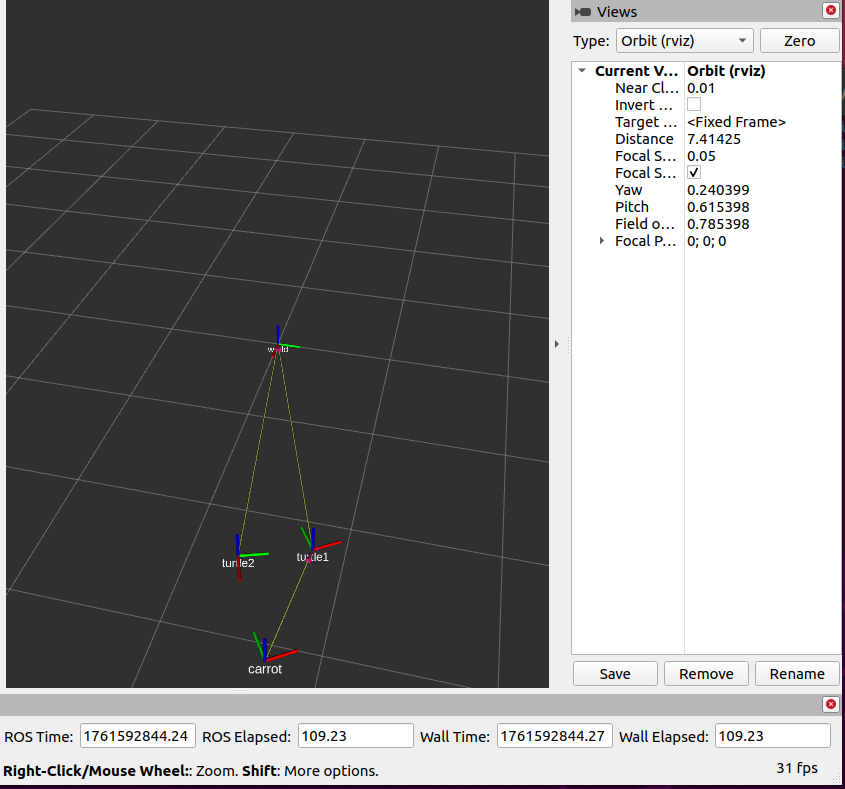 Views
Type: Orbit (rviz) Zero
Current V... Orbit (rviz)
Near Cl... 0.01
Invert ...
Target ... <Fixed Frame>
Distance 7.41425
Focal S... 0.05
Focal S...
Yaw 0.240399
Pitch 0.615398
Field o... 0.785398
Focal P... 0; 0; 0
world
turtle2
turtle1
carrot
Save Remove Rename
ROS Time: 1761592844.24 ROS Elapsed: 109.23 Wall Time: 1761592844.27 Wall Elapsed: 109.23
Right-Click/Mouse Wheel:: Zoom. Shift: More options. 31 fps